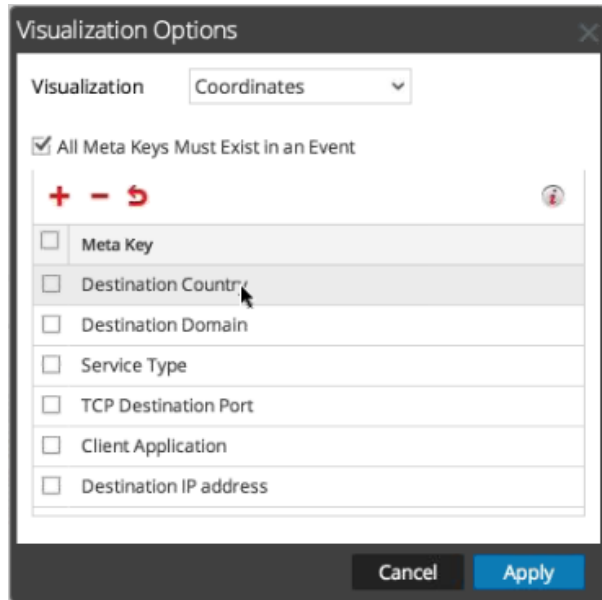 Visualization Options
Visualization Coordinates
All Meta Keys Must Exist in an Event
Meta Key
Destination Country
Destination Domain
Service Type
TCP Destination Port
Client Application
Destination IP address
Cancel Apply